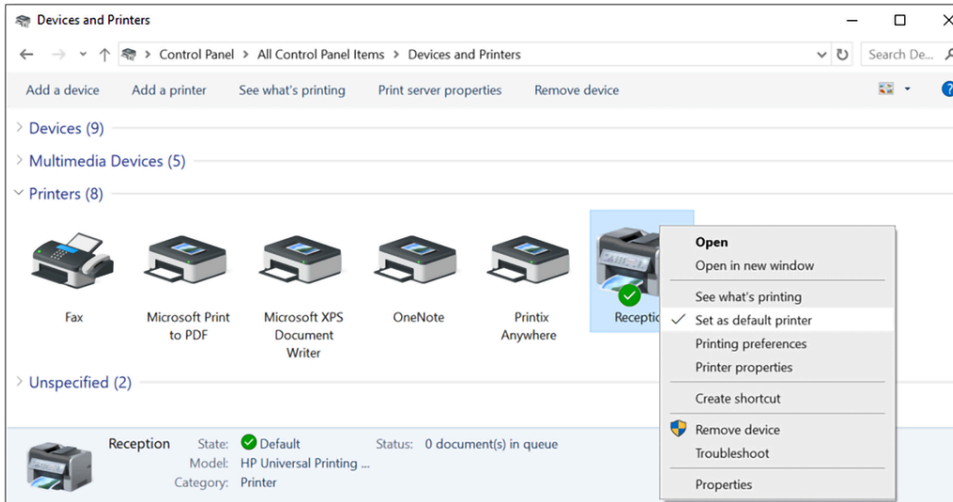 Devices and Printers
Control Panel > All Control Panel Items > Devices and Printers
Search De...
Add a device Add a printer See what's printing Print server properties Remove device
Devices (9)
Multimedia Devices (5)
Printers (8)
Fax
Microsoft Print
to PDF
Microsoft XPS
Document
Writer
OneNote
Printix
Anywhere
Receptio
Open
Open in new window
See what's printing
Set as default printer
Printing preferences
Printer properties
Create shortcut
Remove device
Troubleshoot
Properties
Unspecified (2)
Reception State: Default Status: 0 document(s) in queue
Model: HP Universal Printing ...
Category: Printer